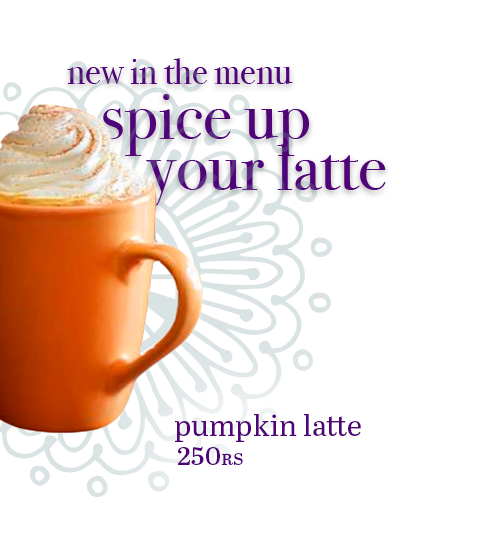 new in the menu
spice up
your latte
pumpkin latte
250RS